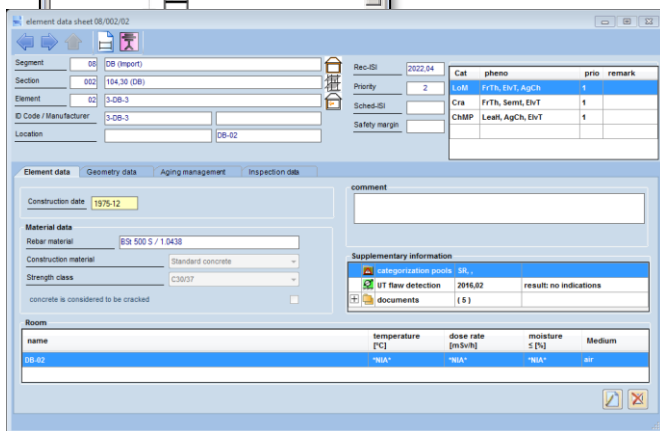 element data sheet 08/002/02
Segment 08 DB (Import)
Section 002 104,30 (DB)
Element 02 3-DB-3
ID Code / Manufacturer 3-DB-3
Location DB-02
Rec-ISI 2022,04
Priority 2
Sched-ISI
Safety margin
Cat pheno prio remark
LoM FrTh, ElvT, AgCh 1
Cra FrTh, Semt, ElvT 1
ChMP LeaH, AgCh, ElvT 1
Element data Geometry data Aging management Inspection data
Construction date 1975-12
Material data
Rebar material BSt 500 S / 1.0438
Construction material Standard concrete
Strength class C30/37
concrete is considered to be cracked
comment
Supplementary information
categorization pools SR, ,
UT flaw detection 2016,02 result: no indications
documents ( 5 )
Room
name temperature [°C] dose rate [mSv/h] moisture ≤ [%] Medium
DB-02 *NIA* *NIA* *NIA* air